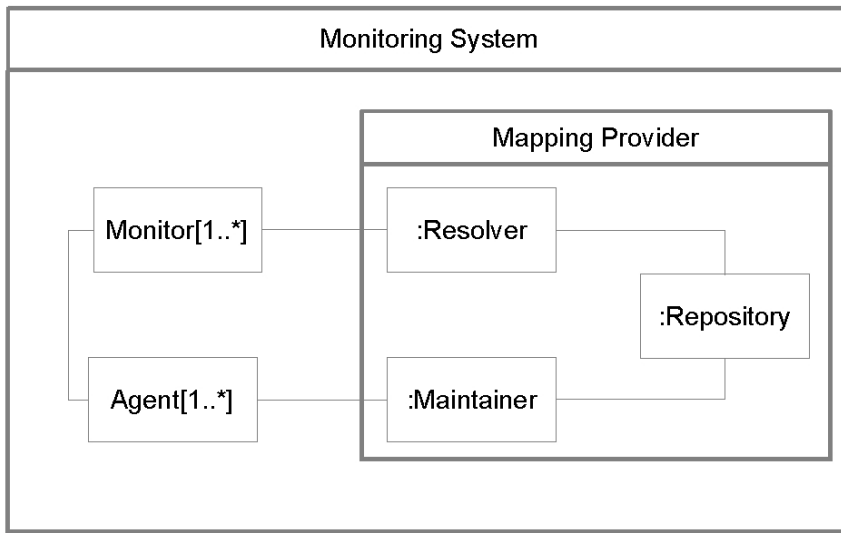 Monitoring System
Mapping Provider
Monitor[1..*]
:Resolver
:Repository
Agent[1..*]
:Maintainer